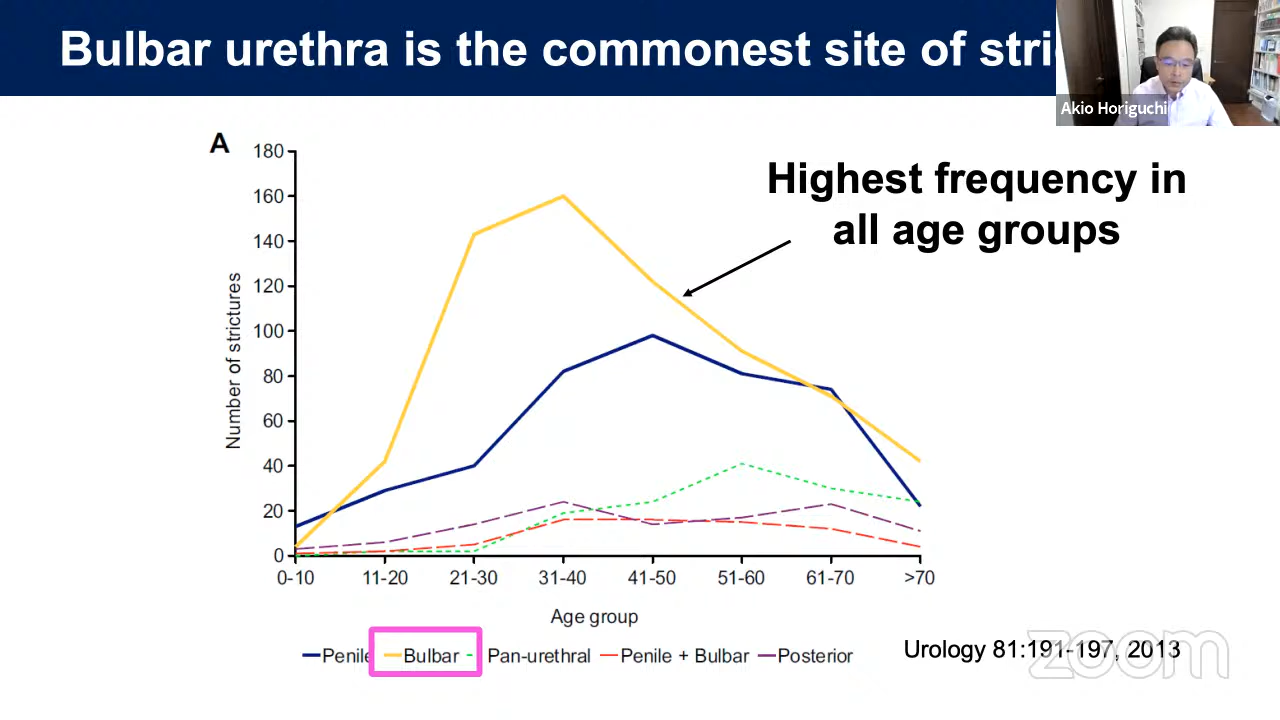 Bulbar urethra is the commonest site of
Akio Horiguchi
A
Highest frequency in
all age groups
180
160
140
120
100
80
60
40
20
0
Number of strictures
0-10 11-20 21-30 31-40 41-50 51-60 61-70 >70
Age group
Penile Bulbar Pan-urethral Penile + Bulbar Posterior
Urology 81:191-197, 2013
zoom